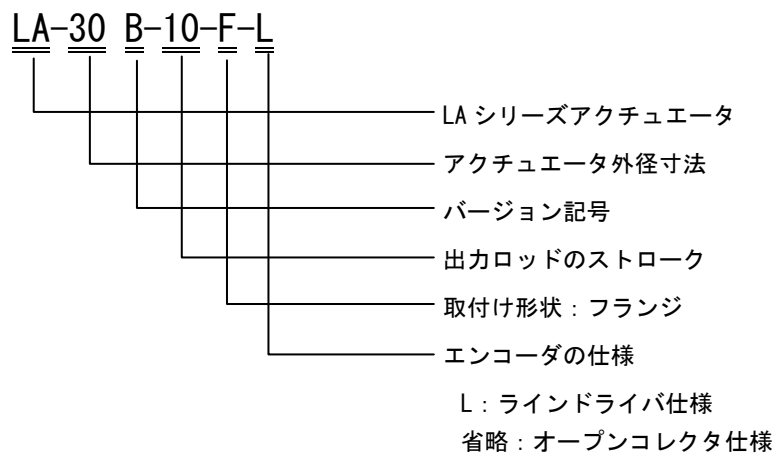 LA-30 B-10-F-L
LA シリーズアクチュエータ
アクチュエータ外径寸法
バージョン記号
出力ロッドのストローク
取付け形状：フランジ
エンコーダの仕様
L：ラインドライバ仕様
省略：オープンコレクタ仕様